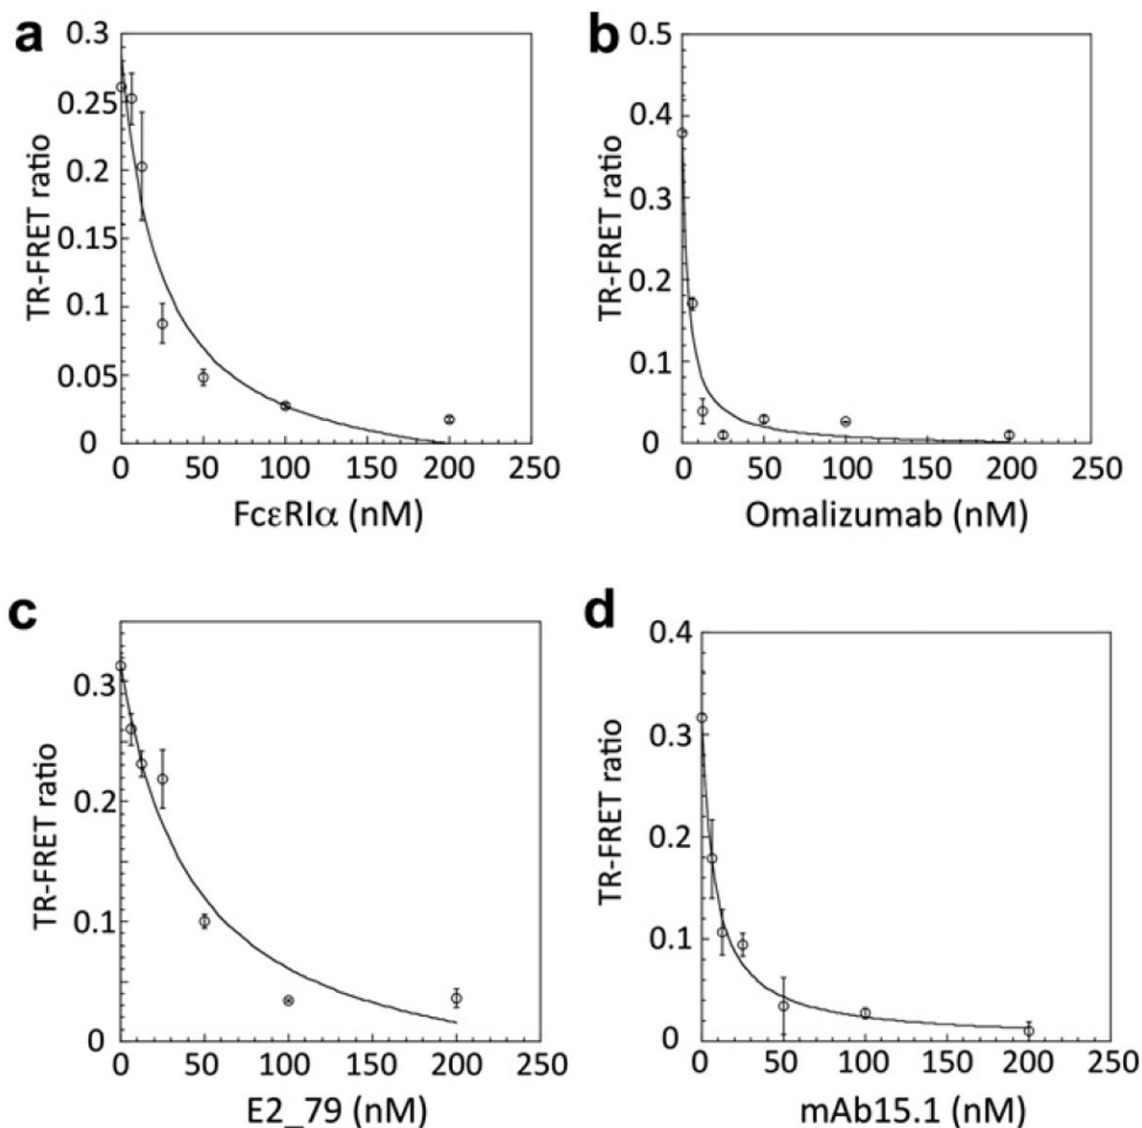 a
TR-FRET ratio
0.3
0.25
0.2
0.15
0.1
0.05
0
0 50 100 150 200 250
FcεRIα (nM)
b
TR-FRET ratio
0.5
0.4
0.3
0.2
0.1
0
0 50 100 150 200 250
Omalizumab (nM)
c
TR-FRET ratio
0.3
0.2
0.1
0
0 50 100 150 200 250
E2_79 (nM)
d
TR-FRET ratio
0.4
0.3
0.2
0.1
0
0 50 100 150 200 250
mAb15.1 (nM)